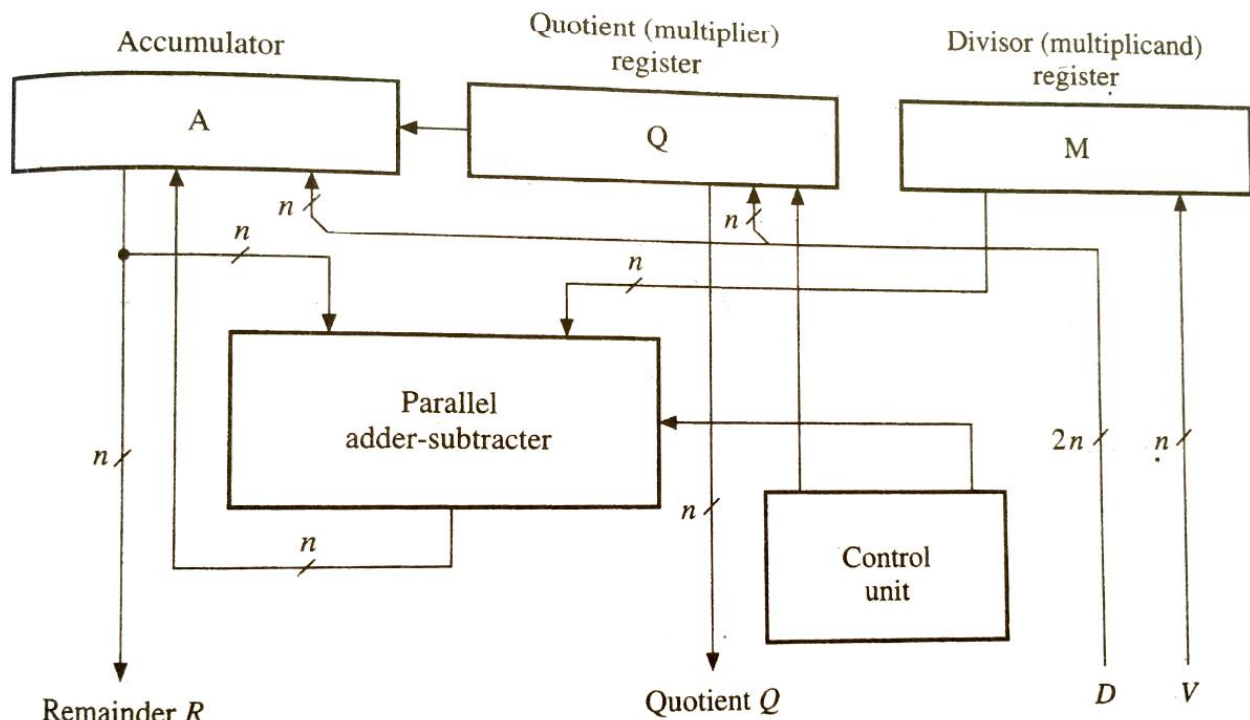 Accumulator
Quotient (multiplier)
register
Divisor (multiplicand)
register
A
Q
M
n
n
n
n
Parallel
adder-subtracter
n
n
2n
n
n
Control
unit
Remainder R
Quotient Q
D
V